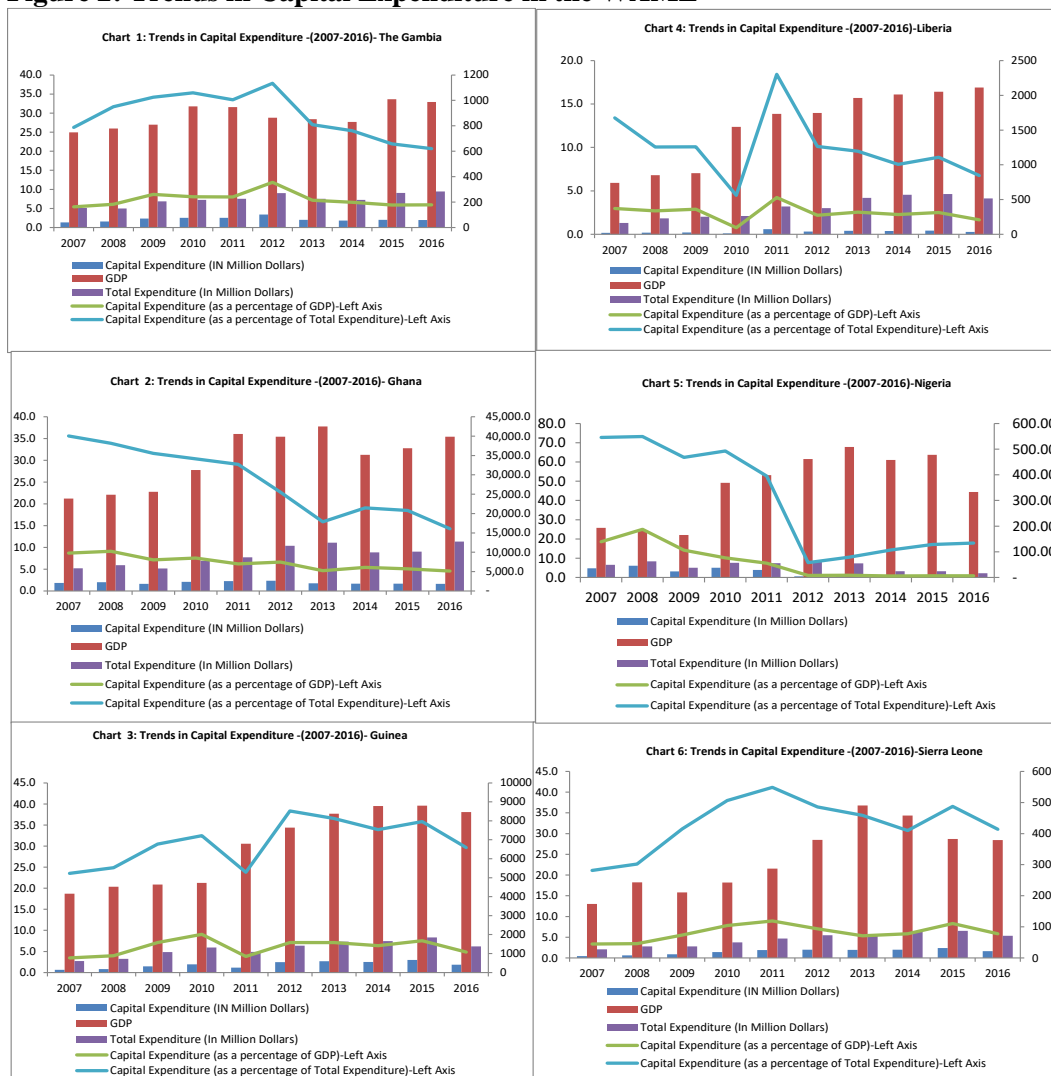 Trends in Capital Expenditure in the
Chart 1: Trends in Capital Expenditure -(2007-2016)- The Gambia
40.0 1200
35.0 1000
30.0
25.0 800
20.0 600
15.0 400
10.0
5.0 200
0.0 0
2007 2008 2009 2010 2011 2012 2013 2014 2015 2016
Capital Expenditure (IN Million Dollars)
GDP
Total Expenditure (In Million Dollars)
Capital Expenditure (as a percentage of GDP)-Left Axis
Capital Expenditure (as a percentage of Total Expenditure)-Left Axis
Chart 4: Trends in Capital Expenditure -(2007-2016)-Liberia
20.0 2500
15.0 2000
1500
10.0
1000
5.0 500
0.0 0
2007 2008 2009 2010 2011 2012 2013 2014 2015 2016
Capital Expenditure (IN Million Dollars)
GDP
Total Expenditure (In Million Dollars)
Capital Expenditure (as a percentage of GDP)-Left Axis
Capital Expenditure (as a percentage of Total Expenditure)-Left Axis
Chart 2: Trends in Capital Expenditure -(2007-2016)- Ghana
40.0 45,000.0
35.0 40,000.0
30.0 35,000.0
25.0 30,000.0
20.0 25,000.0
15.0 20,000.0
10.0 15,000.0
5.0 10,000.0
0.0 5,000.0
-
2007 2008 2009 2010 2011 2012 2013 2014 2015 2016
Capital Expenditure (IN Million Dollars)
GDP
Total Expenditure (In Million Dollars)
Capital Expenditure (as a percentage of GDP)-Left Axis
Capital Expenditure (as a percentage of Total Expenditure)-Left Axis
Chart 5: Trends in Capital Expenditure -(2007-2016)-Nigeria
80.0 600.00
70.0 500.00
60.0 400.00
50.0
40.0 300.00
30.0 200.00
20.0
10.0 100.00
0.0 -
2007 2008 2009 2010 2011 2012 2013 2014 2015 2016
Capital Expenditure (IN Million Dollars)
GDP
Total Expenditure (In Million Dollars)
Capital Expenditure (as a percentage of GDP)-Left Axis
Capital Expenditure (as a percentage of Total Expenditure)-Left Axis
Chart 3: Trends in Capital Expenditure -(2007-2016)- Guinea
45.0 10000
40.0 9000
35.0 8000
30.0 7000
25.0 6000
20.0 5000
15.0 4000
10.0 3000
5.0 2000
0.0 1000
0
2007 2008 2009 2010 2011 2012 2013 2014 2015 2016
Capital Expenditure (IN Million Dollars)
GDP
Total Expenditure (In Million Dollars)
Capital Expenditure (as a percentage of GDP)-Left Axis
Capital Expenditure (as a percentage of Total Expenditure)-Left Axis
Chart 6: Trends in Capital Expenditure -(2007-2016)-Sierra Leone
45.0 600
40.0 500
35.0
30.0 400
25.0 300
20.0
15.0 200
10.0 100
5.0
0.0 0
2007 2008 2009 2010 2011 2012 2013 2014 2015 2016
Capital Expenditure (IN Million Dollars)
GDP
Total Expenditure (In Million Dollars)
Capital Expenditure (as a percentage of GDP)-Left Axis
Capital Expenditure (as a percentage of Total Expenditure)-Left Axis